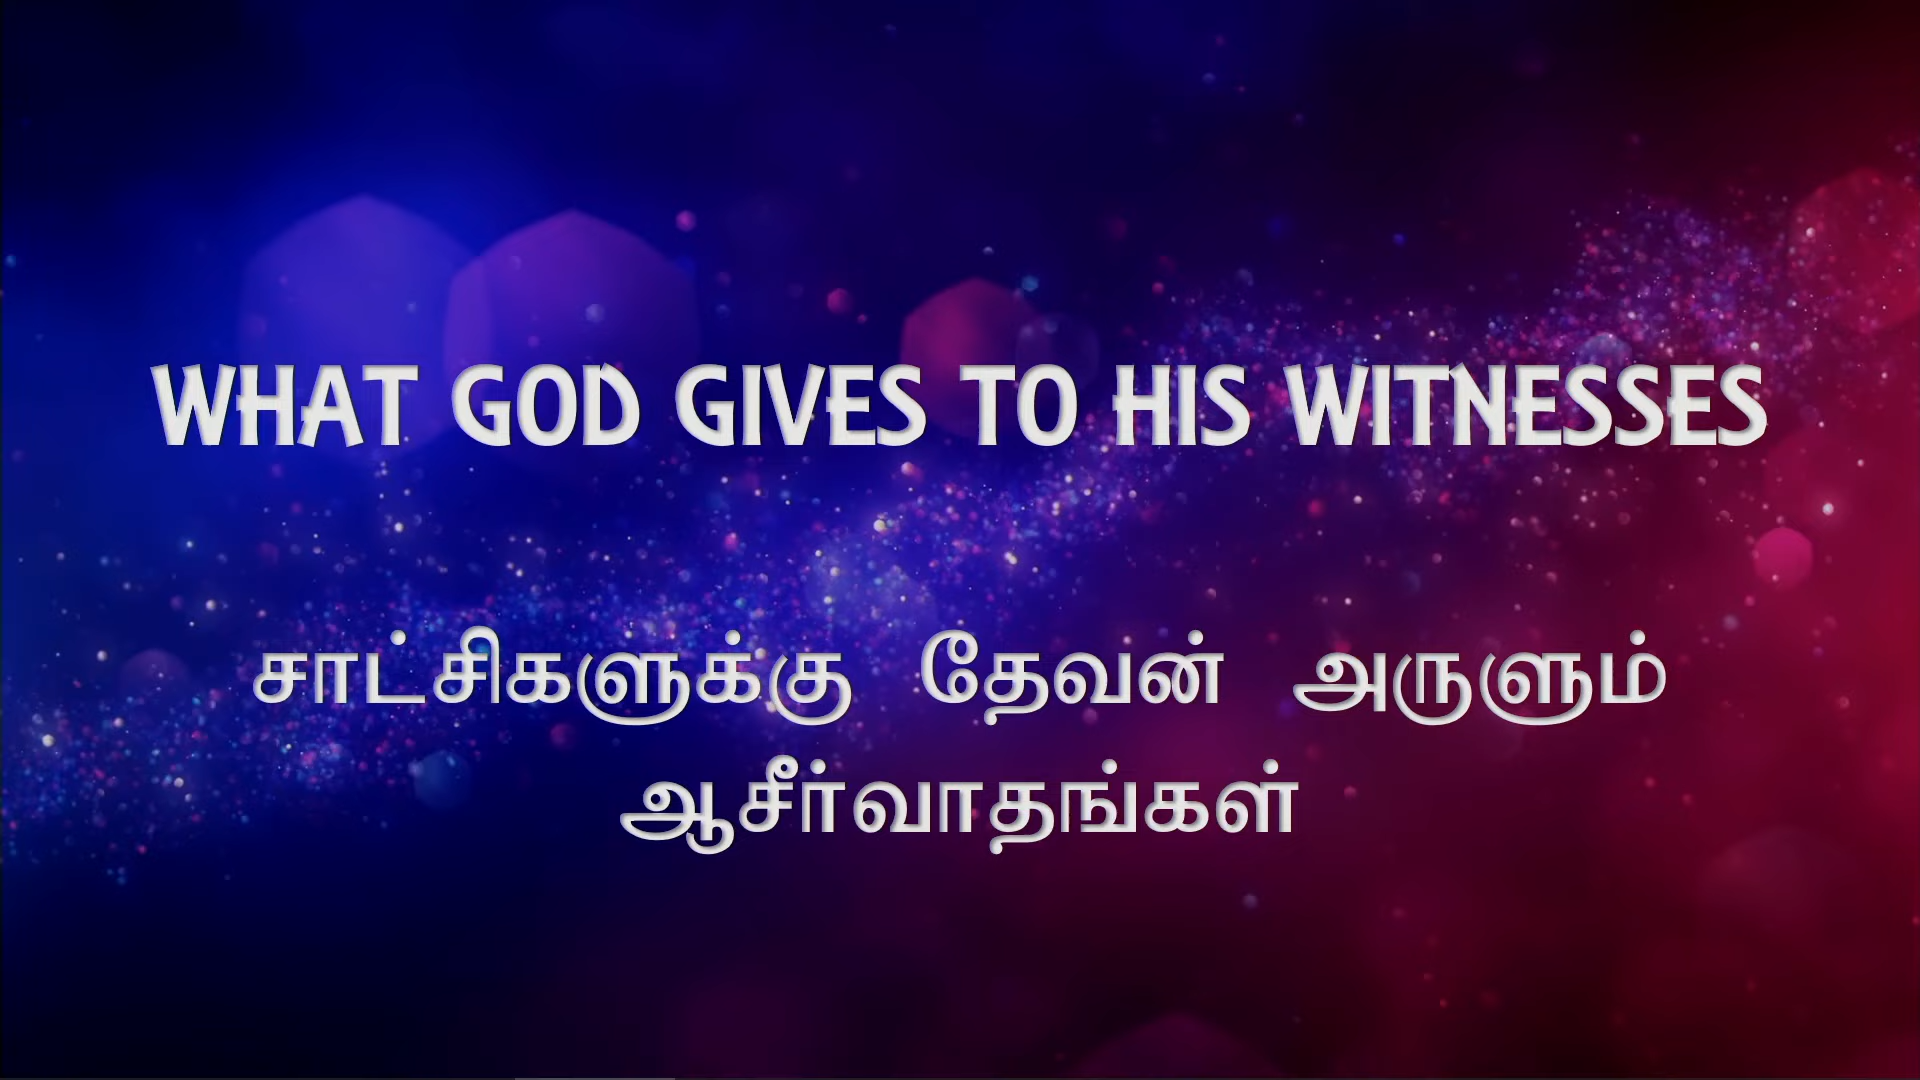 WHAT GOD GIVES TO HIS WITNESSES
சாட்சிகளுக்கு தேவன் அருளும்
ஆசீர்வாதங்கள்